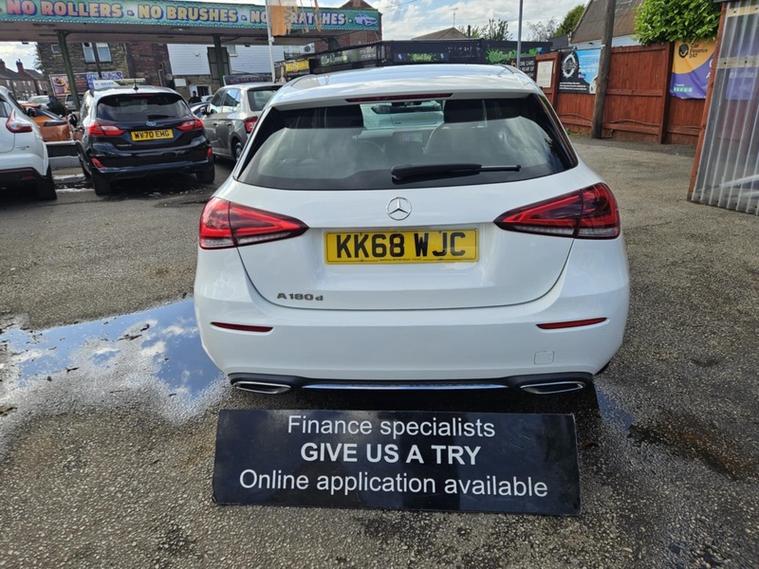 NO ROLLERS - NO BRUSHES - NO SCRATCHES
WV70 EMG
KK68 WJC
A 180 d
Finance specialists
GIVE US A TRY
Online application available